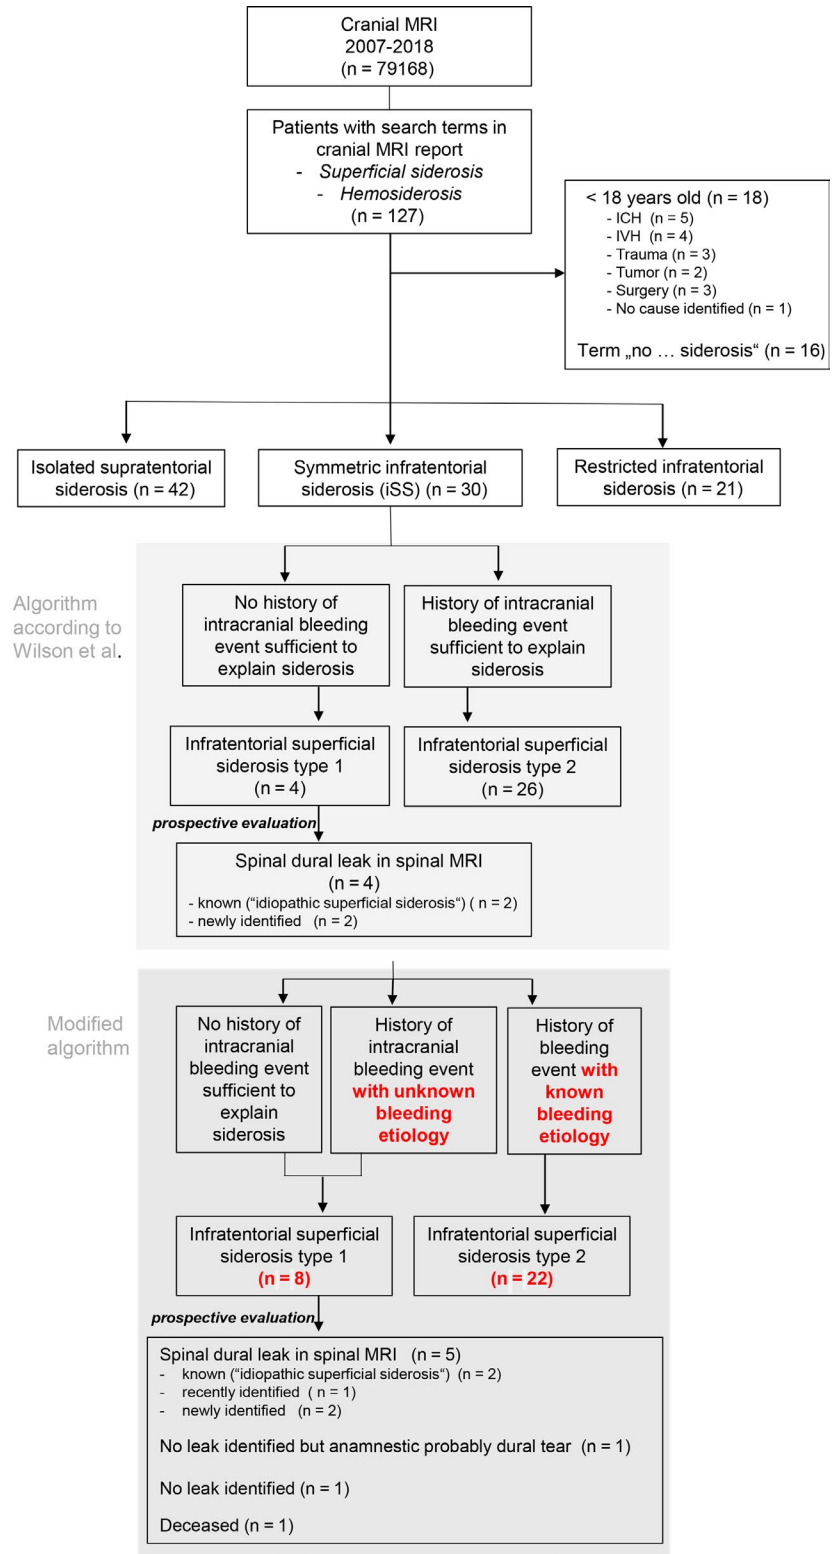 Cranial MRI
2007-2018
(n = 79168)
Patients with search terms in
cranial MRI report
- Superficial siderosis
- Hemosiderosis
(n = 127)
< 18 years old (n = 18)
- ICH (n = 5)
- IVH (n = 4)
- Trauma (n = 3)
- Tumor (n = 2)
- Surgery (n = 3)
- No cause identified (n = 1)
Term „no … siderosis“ (n = 16)
Isolated supratentorial
siderosis (n = 42)
Symmetric infratentorial
siderosis (iSS) (n = 30)
Restricted infratentorial
siderosis (n = 21)
Algorithm
according to
Wilson et al.
No history of
intracranial bleeding
event sufficient to
explain siderosis
History of intracranial
bleeding event
sufficient to explain
siderosis
Infratentorial superficial
siderosis type 1
(n = 4)
Infratentorial superficial
siderosis type 2
(n = 26)
prospective evaluation
Spinal dural leak in spinal MRI
(n = 4)
- known (“idiopathic superficial siderosis“) ( n = 2)
- newly identified (n = 2)
Modified
algorithm
No history of
intracranial
bleeding event
sufficient to
explain
siderosis
History of
intracranial
bleeding event
with unknown
bleeding
etiology
History of
bleeding
event with
known
bleeding
etiology
Infratentorial superficial
siderosis type 1
(n = 8)
Infratentorial superficial
siderosis type 2
(n = 22)
prospective evaluation
Spinal dural leak in spinal MRI (n = 5)
- known (“idiopathic superficial siderosis“) (n = 2)
- recently identified ( n = 1)
- newly identified (n = 2)
No leak identified but anamnestic probably dural tear (n = 1)
No leak identified (n = 1)
Deceased (n = 1)